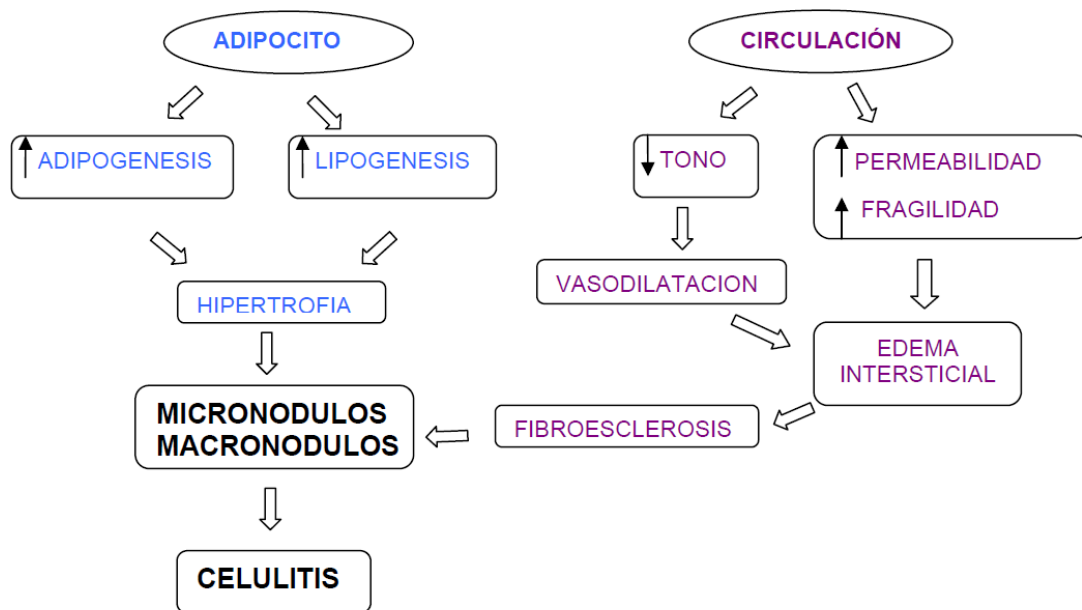 ADIPOCITO
CIRCULACIÓN
ADIPOGENESIS
LIPOGENESIS
TONO
PERMEABILIDAD
FRAGILIDAD
HIPERTROFIA
VASODILATACION
EDEMA
INTERSTICIAL
MICRONODULOS
MACRONODULOS
FIBROESCLEROSIS
CELULITIS